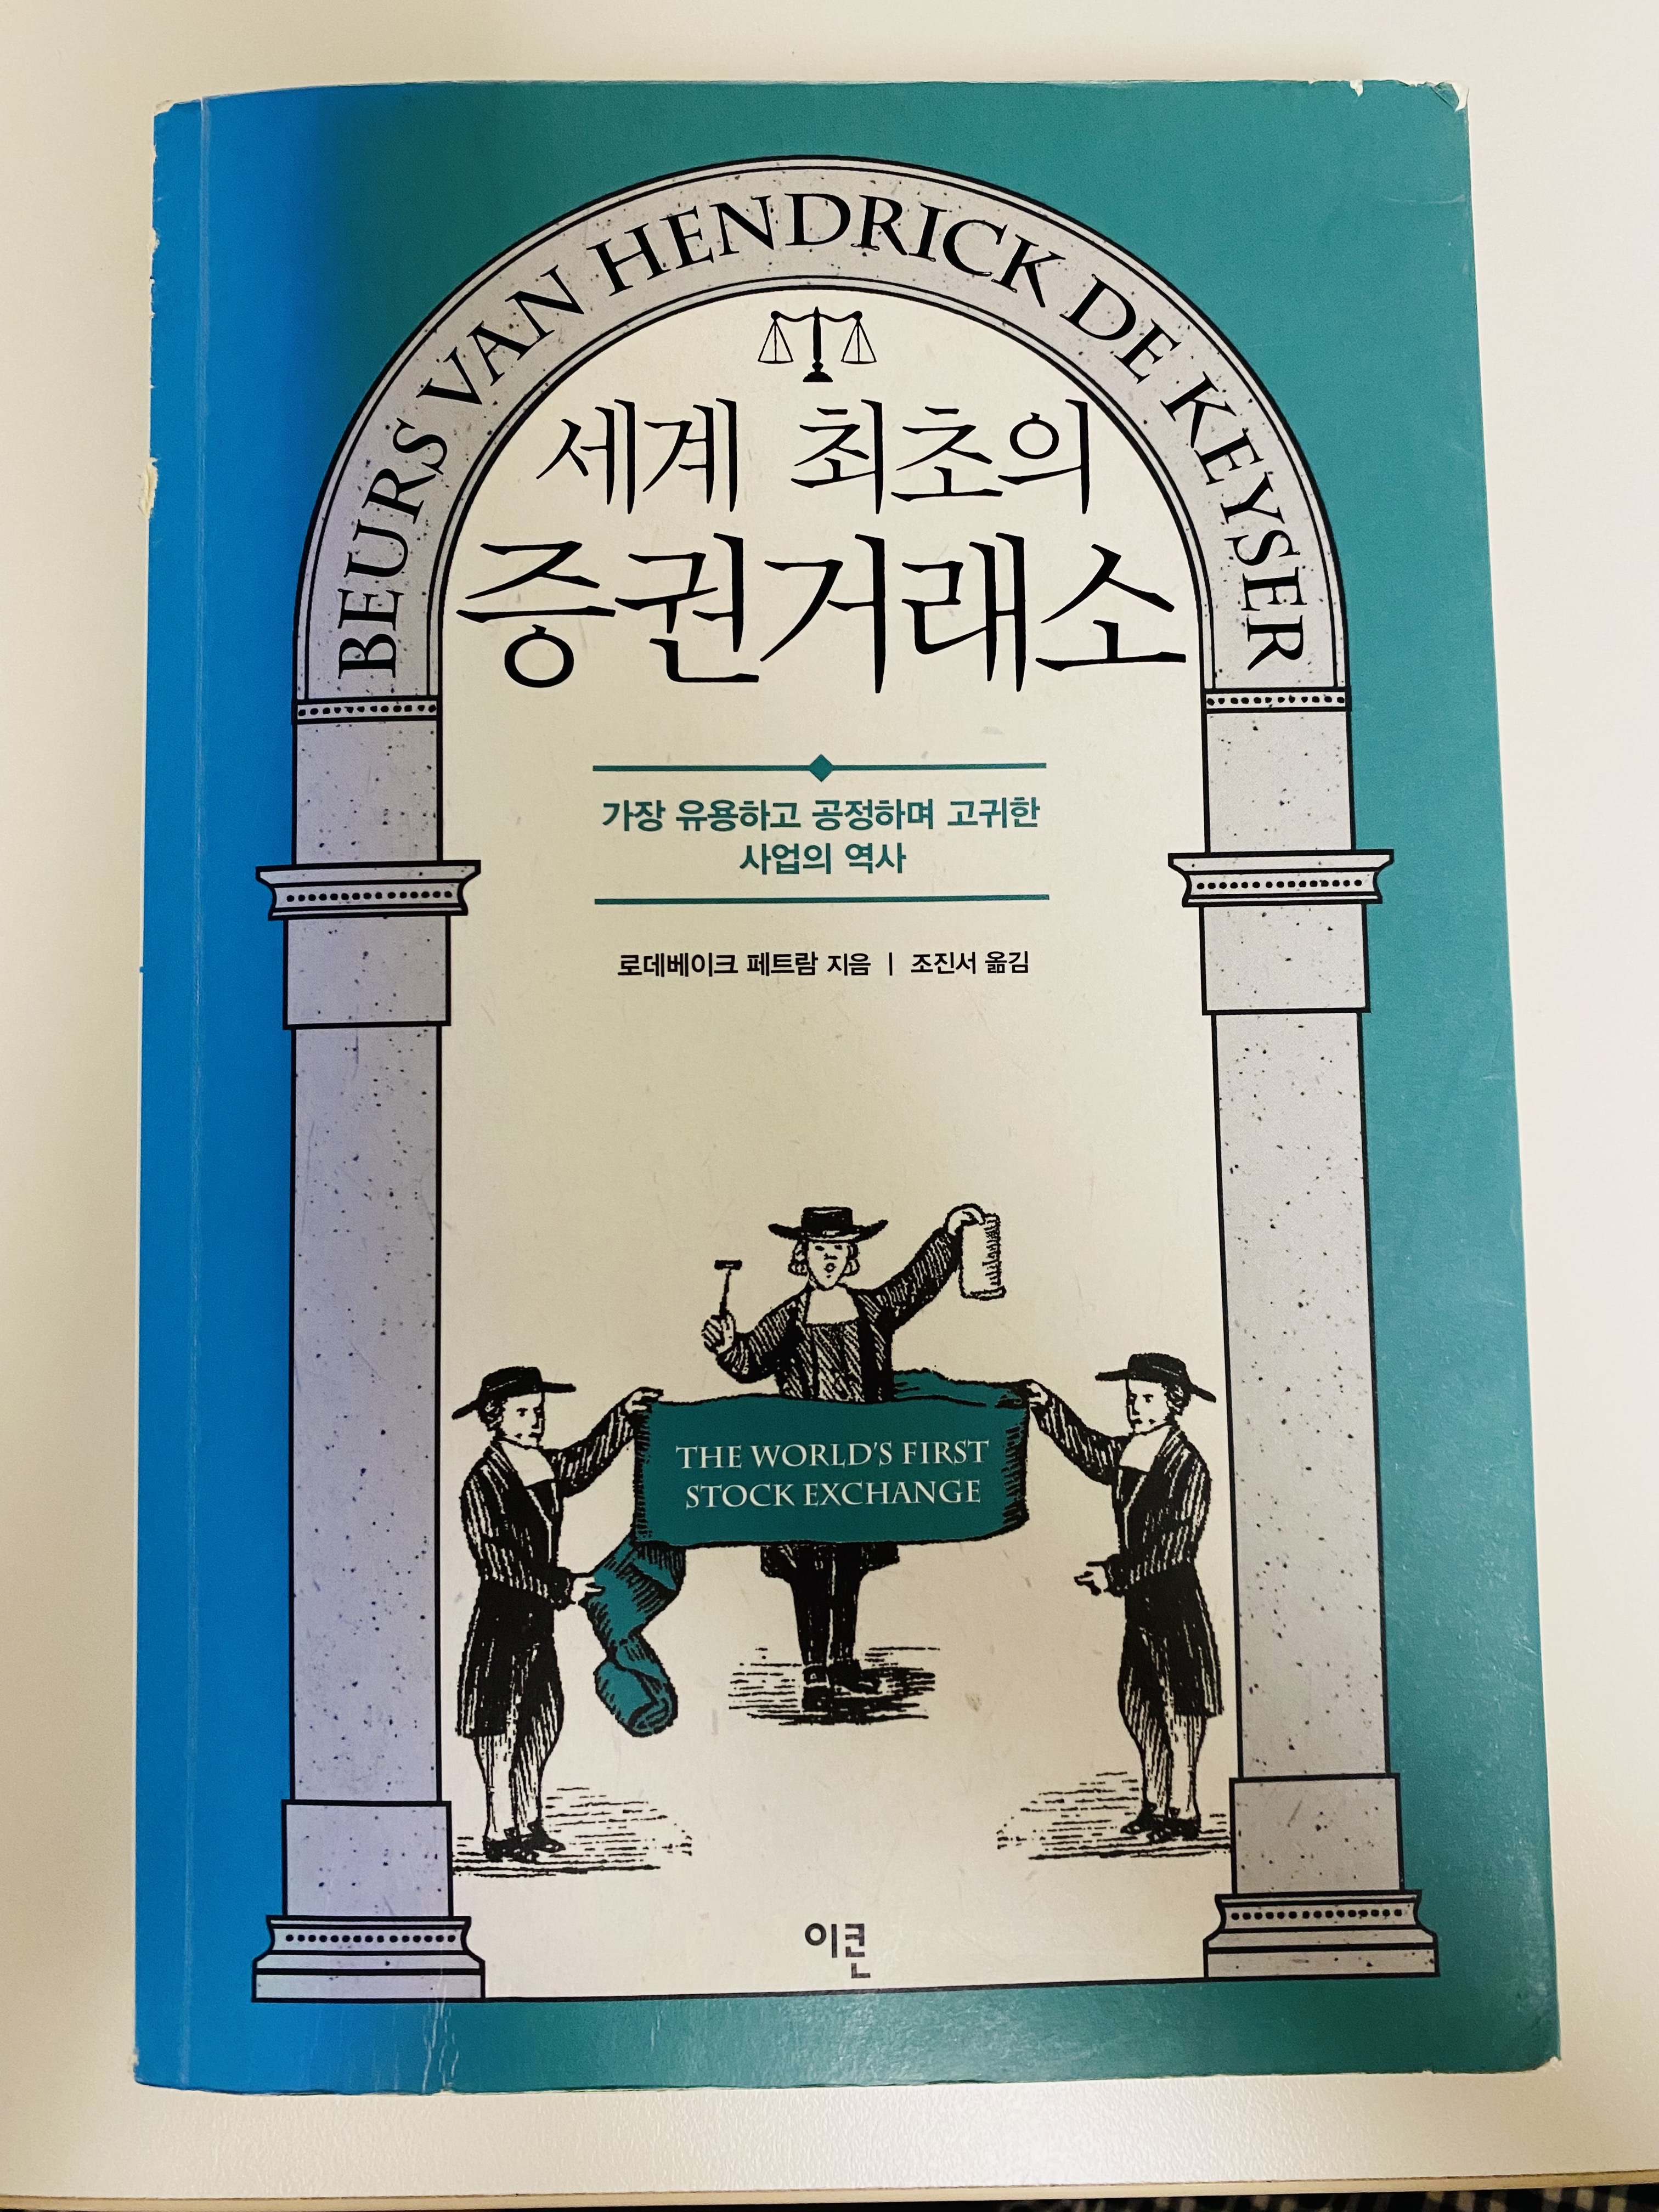 BEURS VAN HENDRICK DE KEYSER
세계 최초의
증권거래소
가장 유용하고 공정하며 고귀한
사업의 역사
로데베이크 페트람 지음 | 조진서 옮김
THE WORLD'S FIRST
STOCK EXCHANGE
이콘